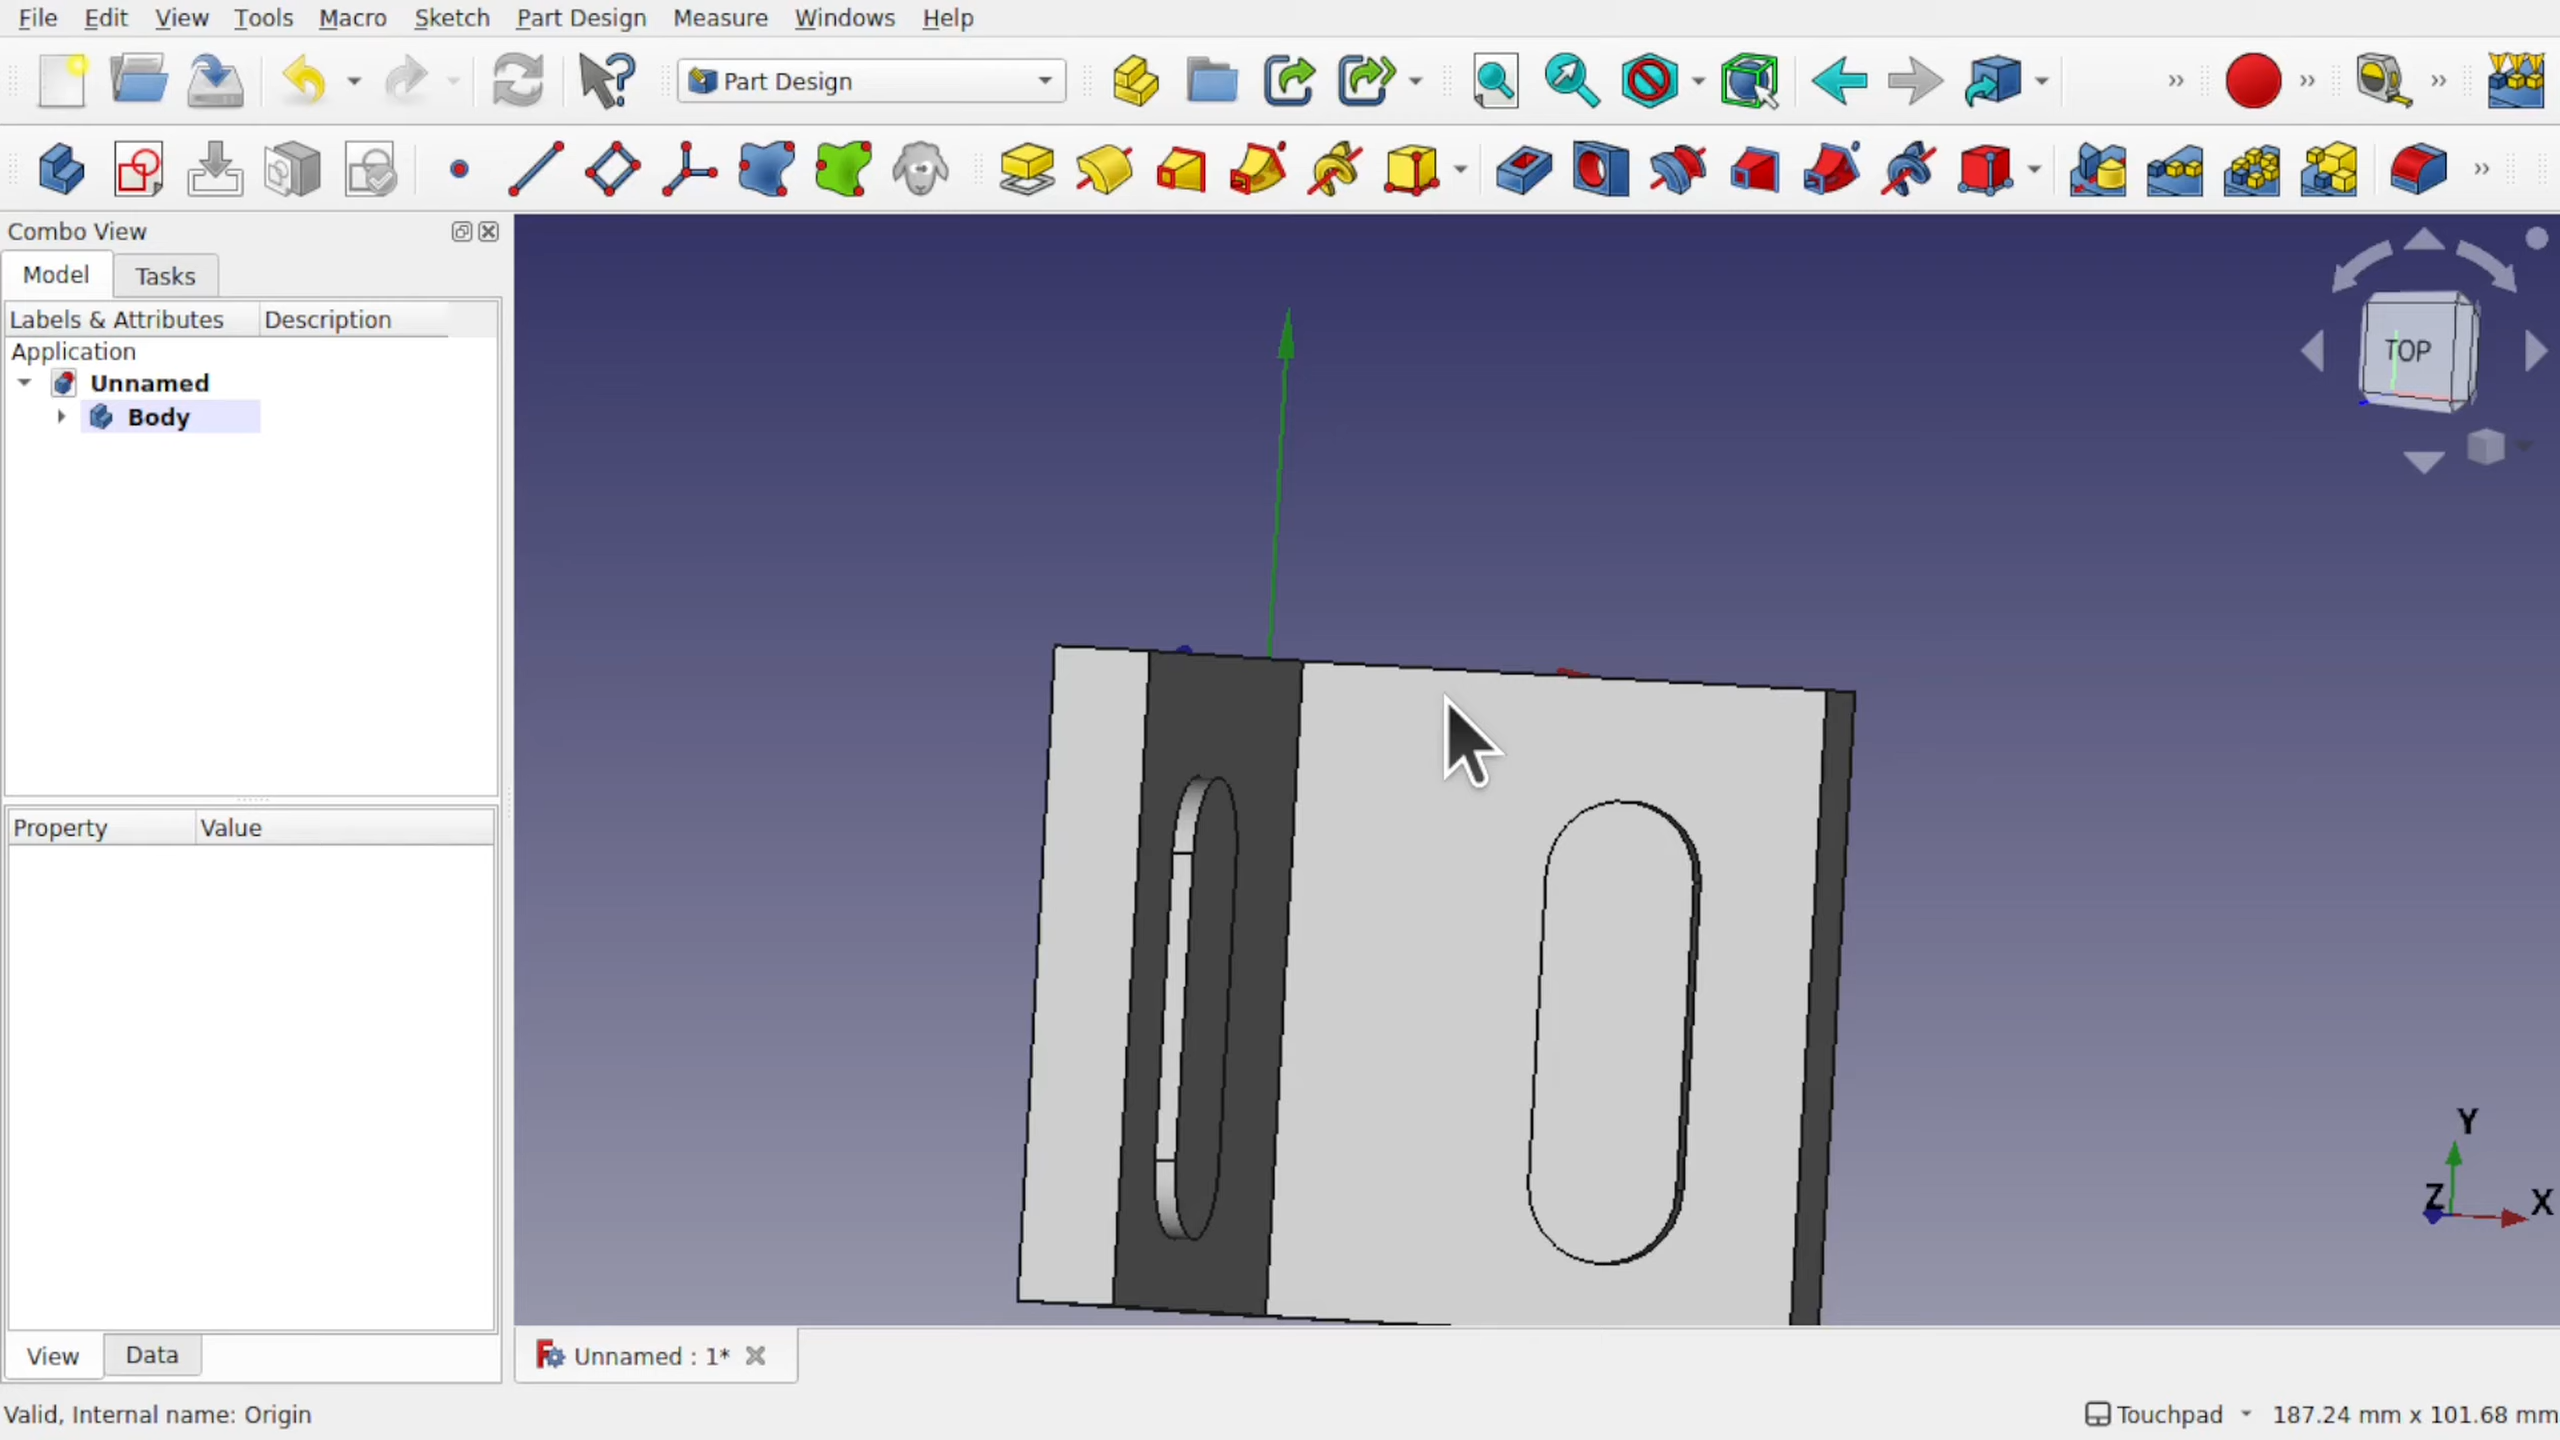 File Edit View Tools Macro Sketch Part Design Measure Windows Help
Part Design
Combo View
Model Tasks
Labels & Attributes Description
Application
Unnamed
Body
TOP
Property Value
Y
Z X
View Data
Unnamed : 1*
Valid, Internal name: Origin Touchpad 187.24 mm x 101.68 mm